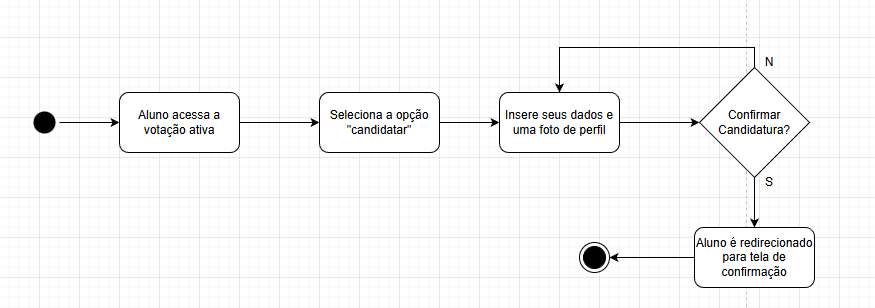 Aluno acessa a
votação ativa
Seleciona a opção
"candidatar"
Insere seus dados e
uma foto de perfil
N
Confirmar
Candidatura?
S
Aluno é redirecionado
para tela de
confirmação